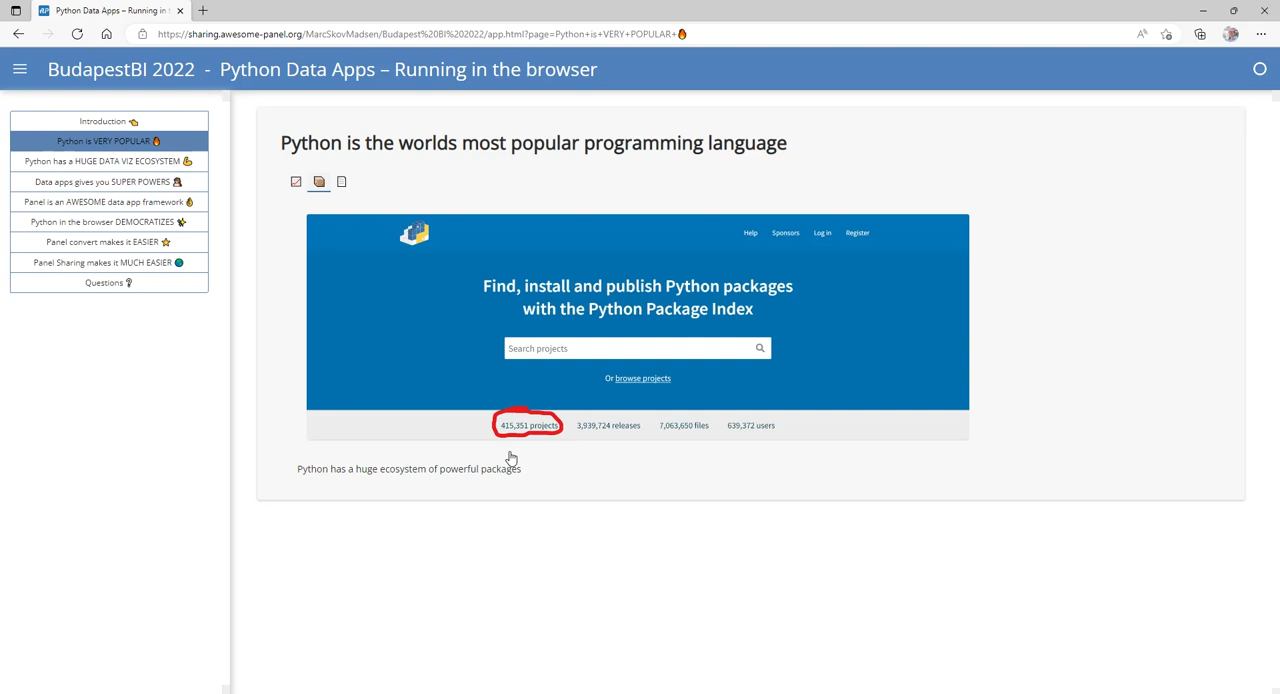 Python Data Apps – Running in t
https://sharing.awesome-panel.org/MarcSkovMadsen/Budapest%20BI%202022/app.html?page=Python+is+VERY+POPULAR+🔥
BudapestBI 2022 - Python Data Apps – Running in the browser
Introduction
Python is VERY POPULAR 🔥
Python has a HUGE DATA VIZ ECOSYSTEM 💪
Data apps gives you SUPER POWERS
Panel is an AWESOME data app framework
Python in the browser DEMOCRATIZES
Panel convert makes it EASIER ⭐
Panel Sharing makes it MUCH EASIER
Questions ❔
Python is the worlds most popular programming language
Help Sponsors Log in Register
Find, install and publish Python packages
with the Python Package Index
Search projects
Or browse projects
415,351 projects 3,939,724 releases 7,063,650 files 639,372 users
Python has a huge ecosystem of powerful packages